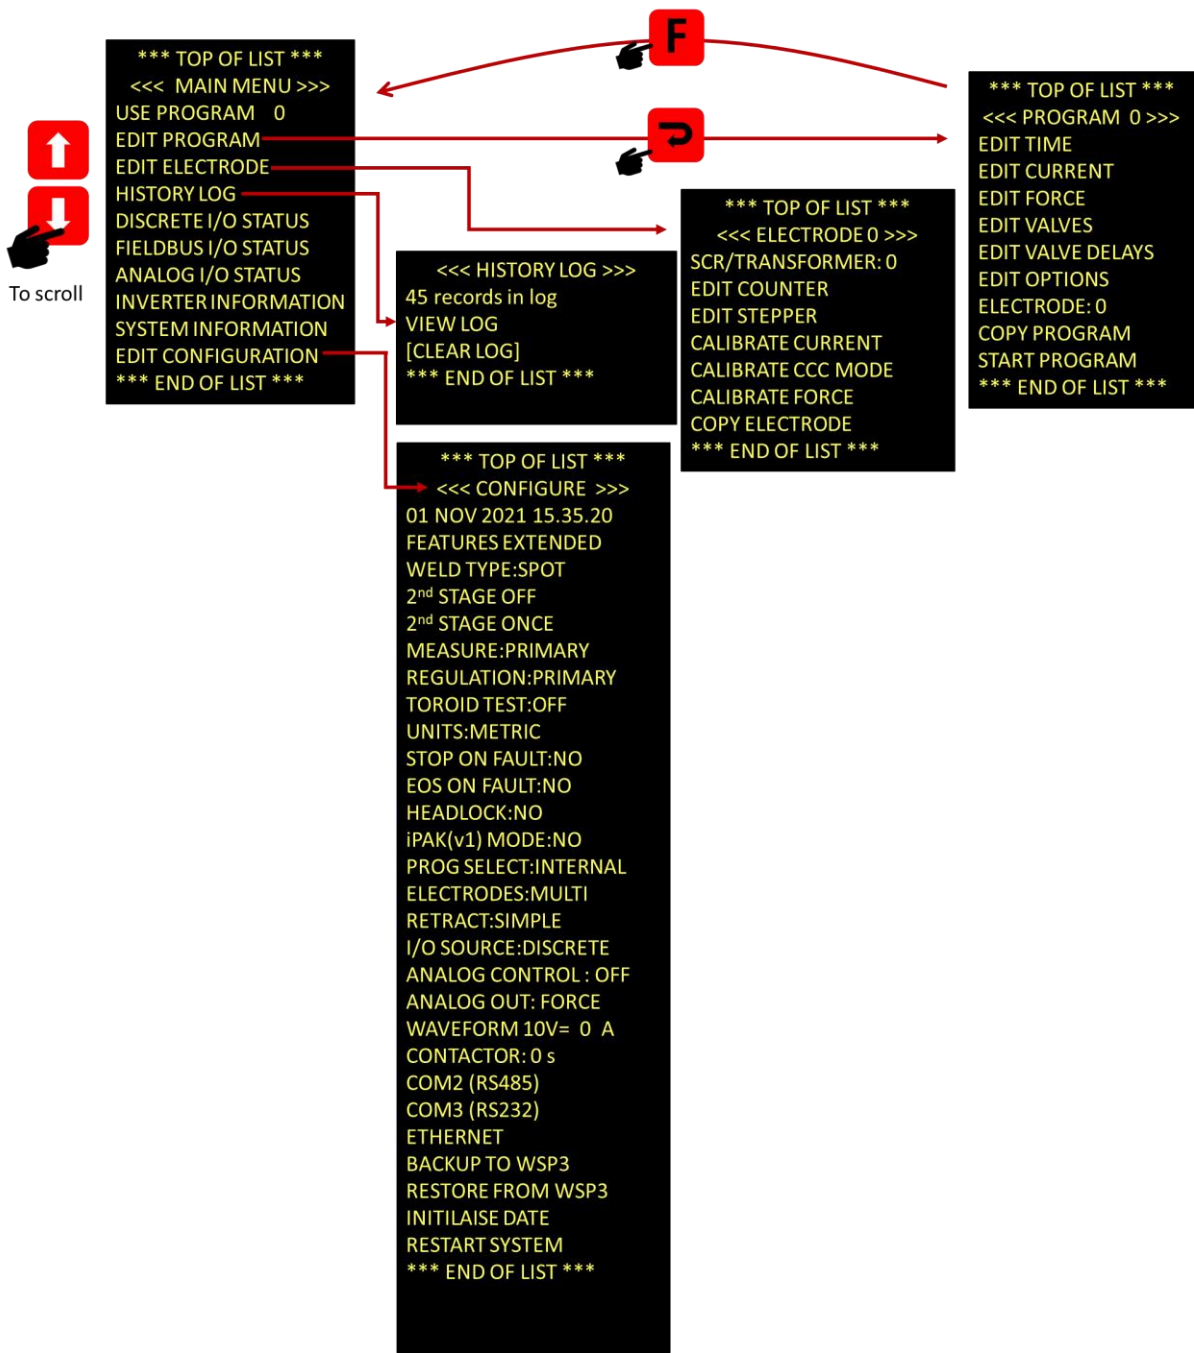 F
*** TOP OF LIST ***
<<< MAIN MENU >>>
USE PROGRAM 0
EDIT PROGRAM
EDIT ELECTRODE
HISTORY LOG
DISCRETE I/O STATUS
FIELDBUS I/O STATUS
ANALOG I/O STATUS
INVERTER INFORMATION
SYSTEM INFORMATION
EDIT CONFIGURATION
*** END OF LIST ***
To scroll
*** TOP OF LIST ***
<<< PROGRAM 0 >>>
EDIT TIME
EDIT CURRENT
EDIT FORCE
EDIT VALVES
EDIT VALVE DELAYS
EDIT OPTIONS
ELECTRODE: 0
COPY PROGRAM
START PROGRAM
*** END OF LIST ***
*** TOP OF LIST ***
<<< ELECTRODE 0 >>>
SCR/TRANSFORMER: 0
EDIT COUNTER
EDIT STEPPER
CALIBRATE CURRENT
CALIBRATE CCC MODE
CALIBRATE FORCE
COPY ELECTRODE
*** END OF LIST ***
<<< HISTORY LOG >>>
45 records in log
VIEW LOG
[CLEAR LOG]
*** END OF LIST ***
*** TOP OF LIST ***
<<< CONFIGURE >>>
01 NOV 2021 15.35.20
FEATURES EXTENDED
WELD TYPE:SPOT
2nd STAGE OFF
2nd STAGE ONCE
MEASURE:PRIMARY
REGULATION:PRIMARY
TOROID TEST:OFF
UNITS:METRIC
STOP ON FAULT:NO
EOS ON FAULT:NO
HEADLOCK:NO
iPAK(v1) MODE:NO
PROG SELECT:INTERNAL
ELECTRODES:MULTI
RETRACT:SIMPLE
I/O SOURCE:DISCRETE
ANALOG CONTROL : OFF
ANALOG OUT: FORCE
WAVEFORM 10V= 0 A
CONTACTOR: 0 s
COM2 (RS485)
COM3 (RS232)
ETHERNET
BACKUP TO WSP3
RESTORE FROM WSP3
INITILAISE DATE
RESTART SYSTEM
*** END OF LIST ***